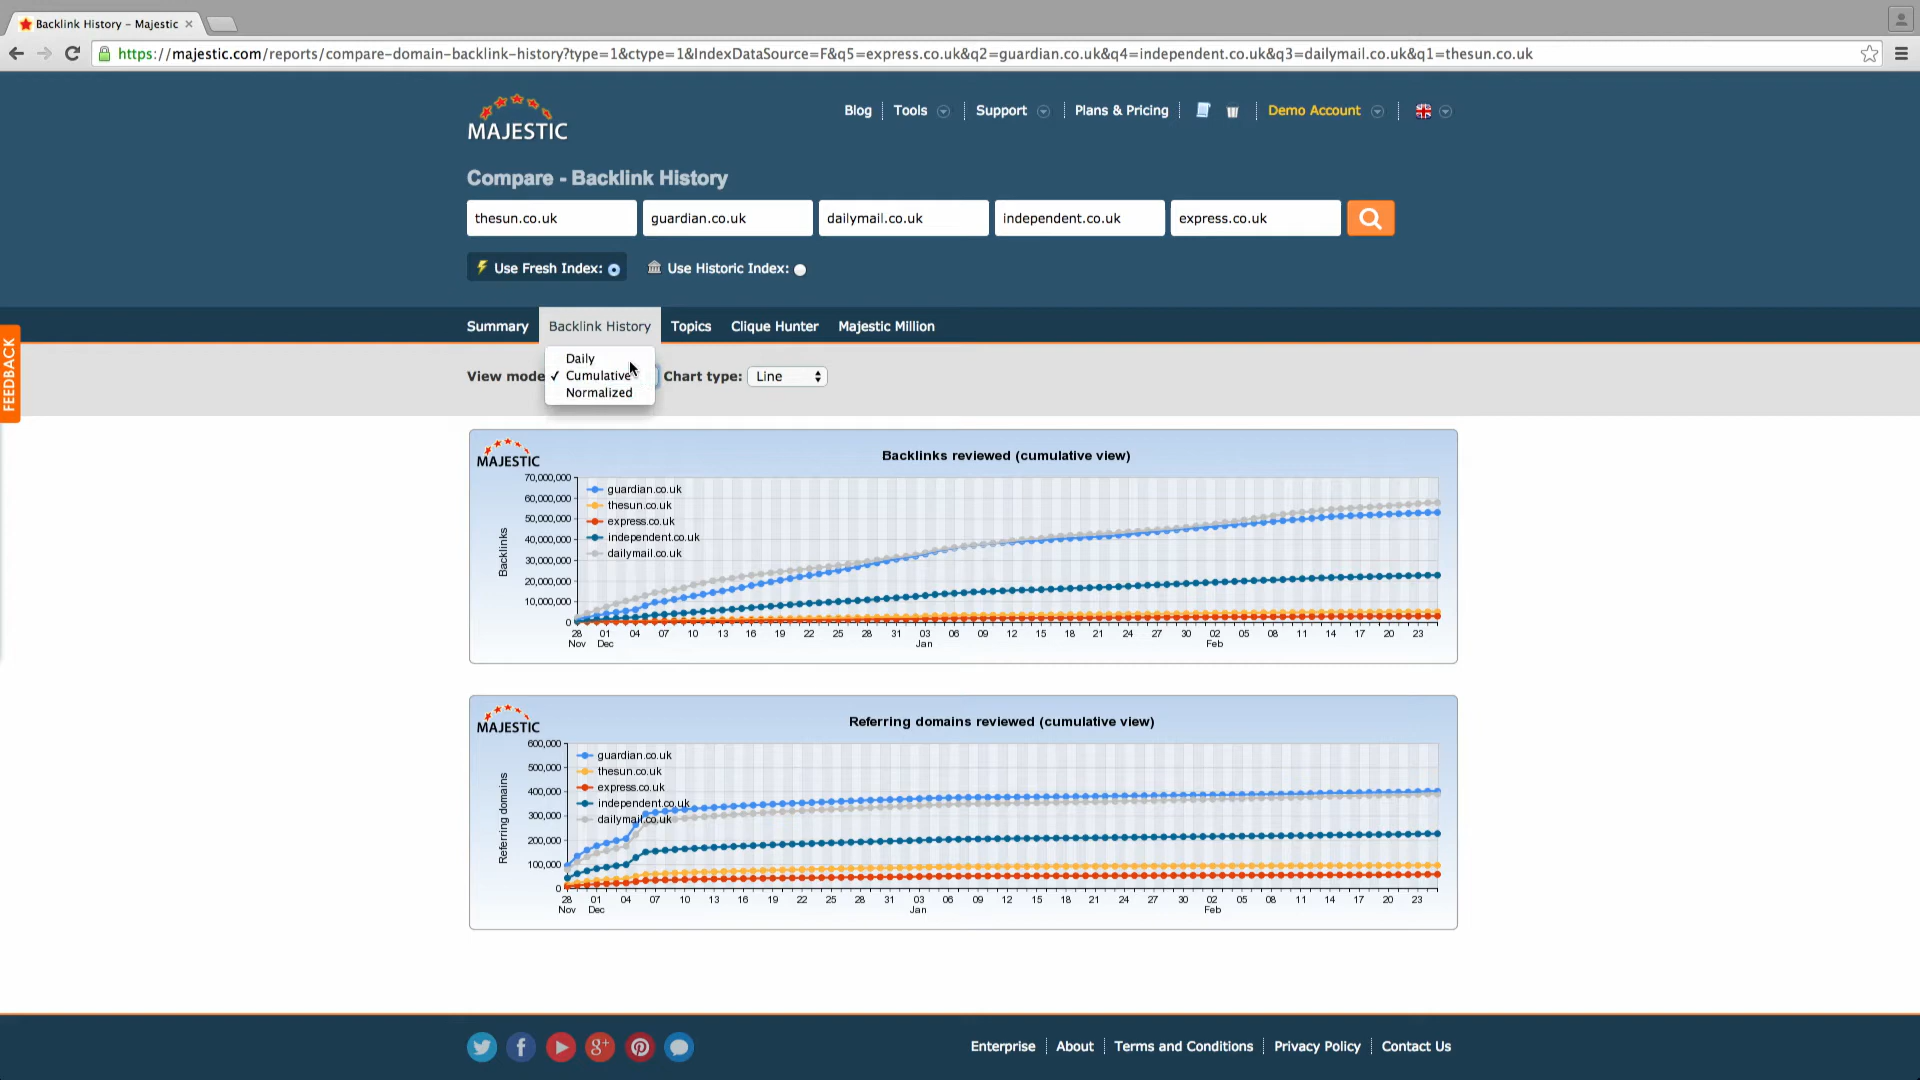 Backlink History - Majestic
https://majestic.com/reports/compare-domain-backlink-history?type=1&ctype=1&IndexDataSource=F&q5=express.co.uk&q2=guardian.co.uk&q4=independent.co.uk&q3=dailymail.co.uk&q1=thesun.co.uk
MAJESTIC
Blog Tools Support Plans & Pricing Demo Account
Compare - Backlink History
thesun.co.uk guardian.co.uk dailymail.co.uk independent.co.uk express.co.uk
Use Fresh Index: Use Historic Index:
Summary Backlink History Topics Clique Hunter Majestic Million
FEEDBACK
View mode Chart type: Line
Daily
✓ Cumulative
Normalized
MAJESTIC
Backlinks reviewed (cumulative view)
Backlinks
70,000,000
60,000,000
50,000,000
40,000,000
30,000,000
20,000,000
10,000,000
0
guardian.co.uk
thesun.co.uk
express.co.uk
independent.co.uk
dailymail.co.uk
28 01 04 07 10 13 16 19 22 25 28 31 03 06 09 12 15 18 21 24 27 30 02 05 08 11 14 17 20 23
Nov Dec Jan Feb
MAJESTIC
Referring domains reviewed (cumulative view)
Referring domains
600,000
500,000
400,000
300,000
200,000
100,000
0
guardian.co.uk
thesun.co.uk
express.co.uk
independent.co.uk
dailymail.co.uk
28 01 04 07 10 13 16 19 22 25 28 31 03 06 09 12 15 18 21 24 27 30 02 05 08 11 14 17 20 23
Nov Dec Jan Feb
Enterprise About Terms and Conditions Privacy Policy Contact Us